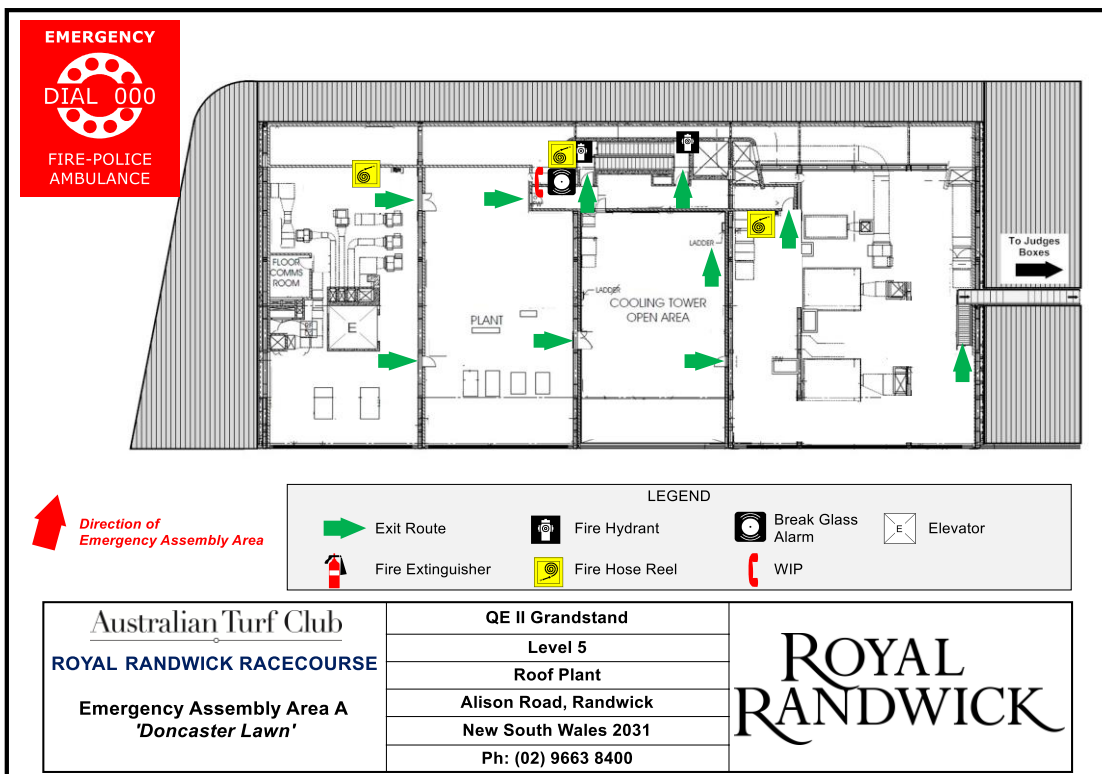 EMERGENCY
DIAL 000
FIRE-POLICE
AMBULANCE
LADDER
To Judges
Boxes
FLOOR
COMMS
ROOM
LADDER
COOLING TOWER
OPEN AREA
PLANT
E
LEGEND
Direction of
Emergency Assembly Area
Exit Route
Fire Hydrant
Break Glass
Alarm
E
Elevator
Fire Extinguisher
Fire Hose Reel
WIP
Australian Turf Club
ROYAL RANDWICK RACECOURSE
Emergency Assembly Area A
'Doncaster Lawn'
QE II Grandstand
Level 5
Roof Plant
Alison Road, Randwick
New South Wales 2031
Ph: (02) 9663 8400
ROYAL
RANDWICK